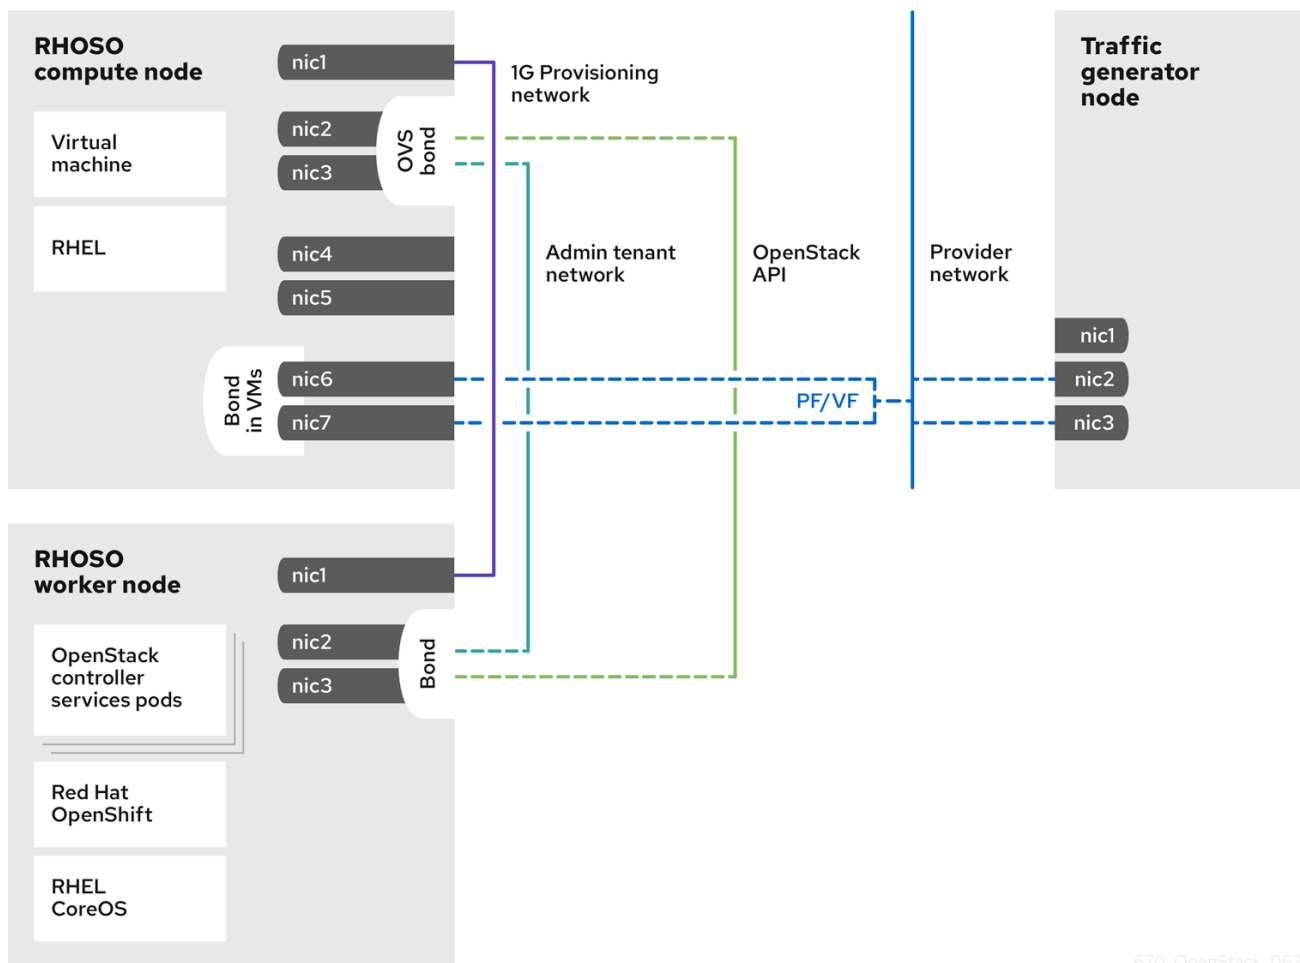 RHOSO
compute node
Virtual
machine
RHEL
nic1
nic2
nic3
OVS
bond
nic4
nic5
Bond
in VMs
nic6
nic7
1G Provisioning
network
Admin tenant
network
OpenStack
API
PF/VF
Provider
network
Traffic
generator
node
nic1
nic2
nic3
RHOSO
worker node
OpenStack
controller
services pods
Red Hat
OpenShift
RHEL
CoreOS
nic1
nic2
nic3
Bond